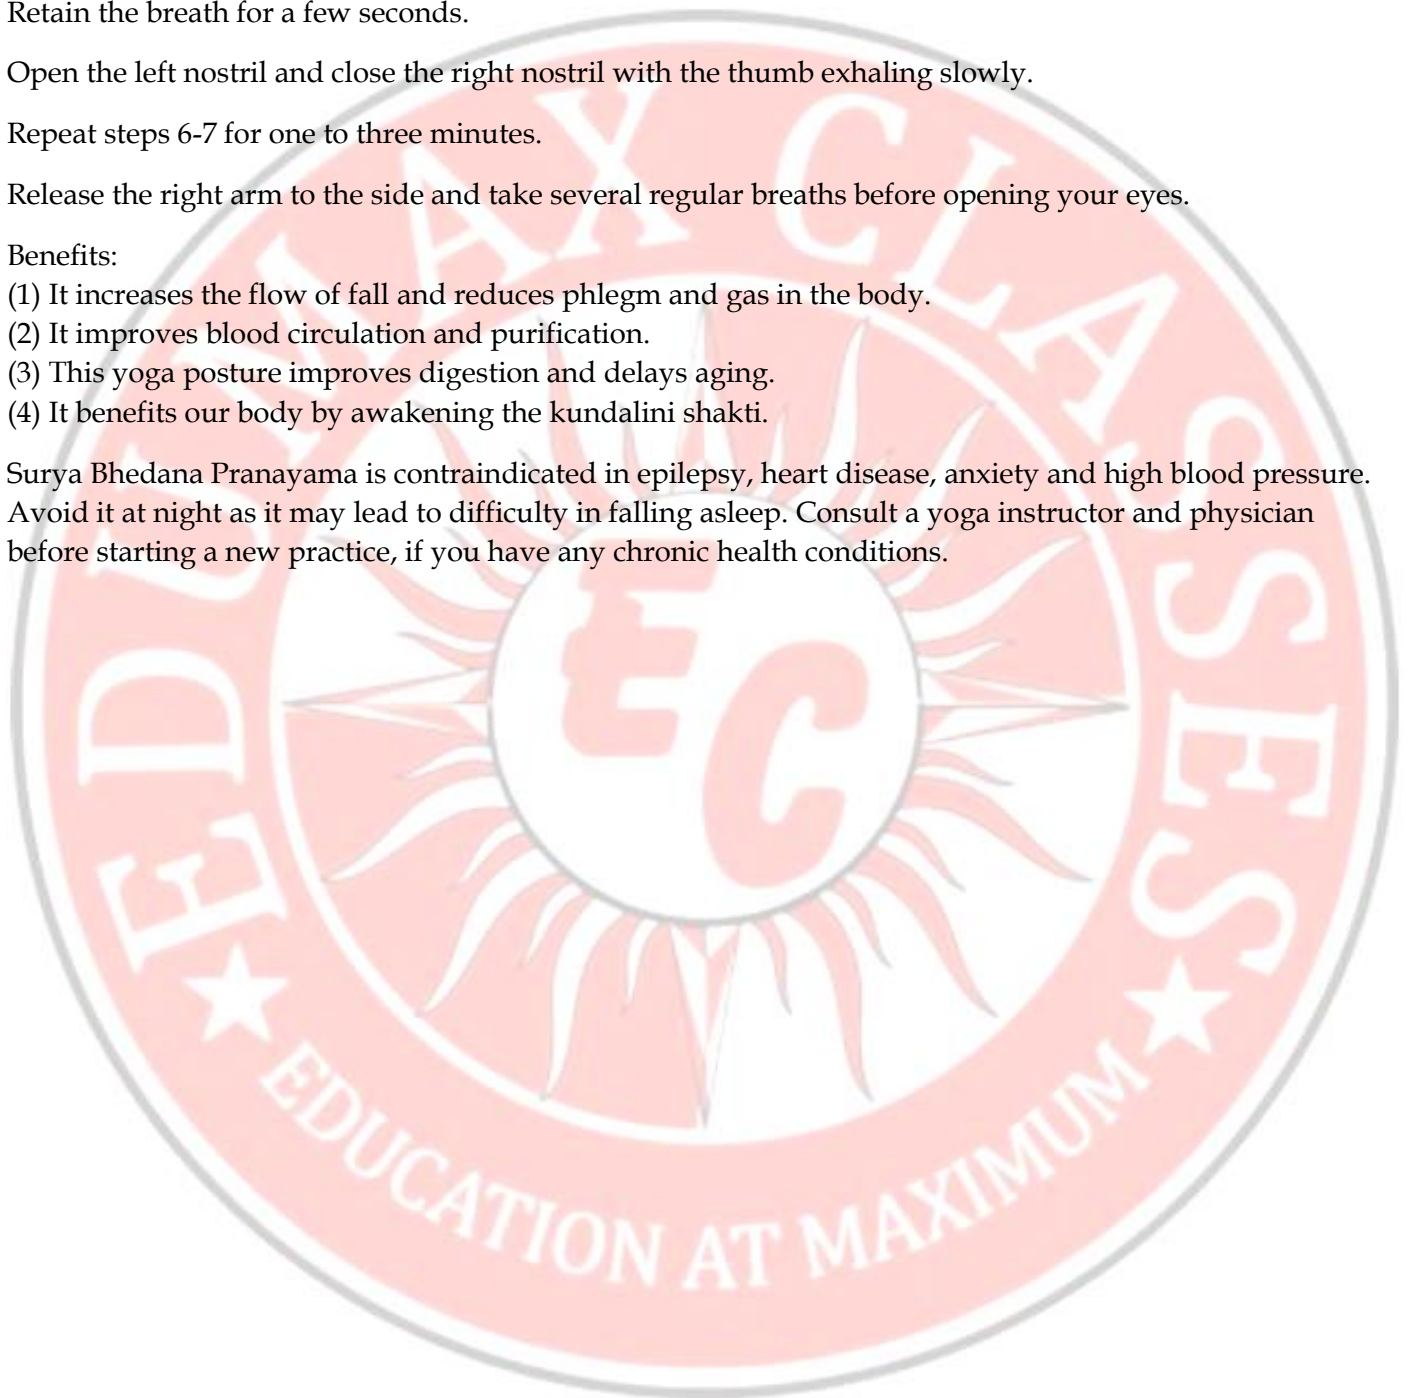 Retain the breath for a few seconds.
Open the left nostril and close the right nostril with the thumb exhaling slowly.
Repeat steps 6-7 for one to three minutes.
Release the right arm to the side and take several regular breaths before opening your eyes.
Benefits:
(1) It increases the flow of fall and reduces phlegm and gas in the body.
(2) It improves blood circulation and purification.
(3) This yoga posture improves digestion and delays aging.
(4) It benefits our body by awakening the kundalini shakti.
Surya Bhedana Pranayama is contraindicated in epilepsy, heart disease, anxiety and high blood pressure.
Avoid it at night as it may lead to difficulty in falling asleep. Consult a yoga instructor and physician
before starting a new practice, if you have any chronic health conditions.
EDUMAX CLASSES
EC
EDUCATION AT MAXIMUM